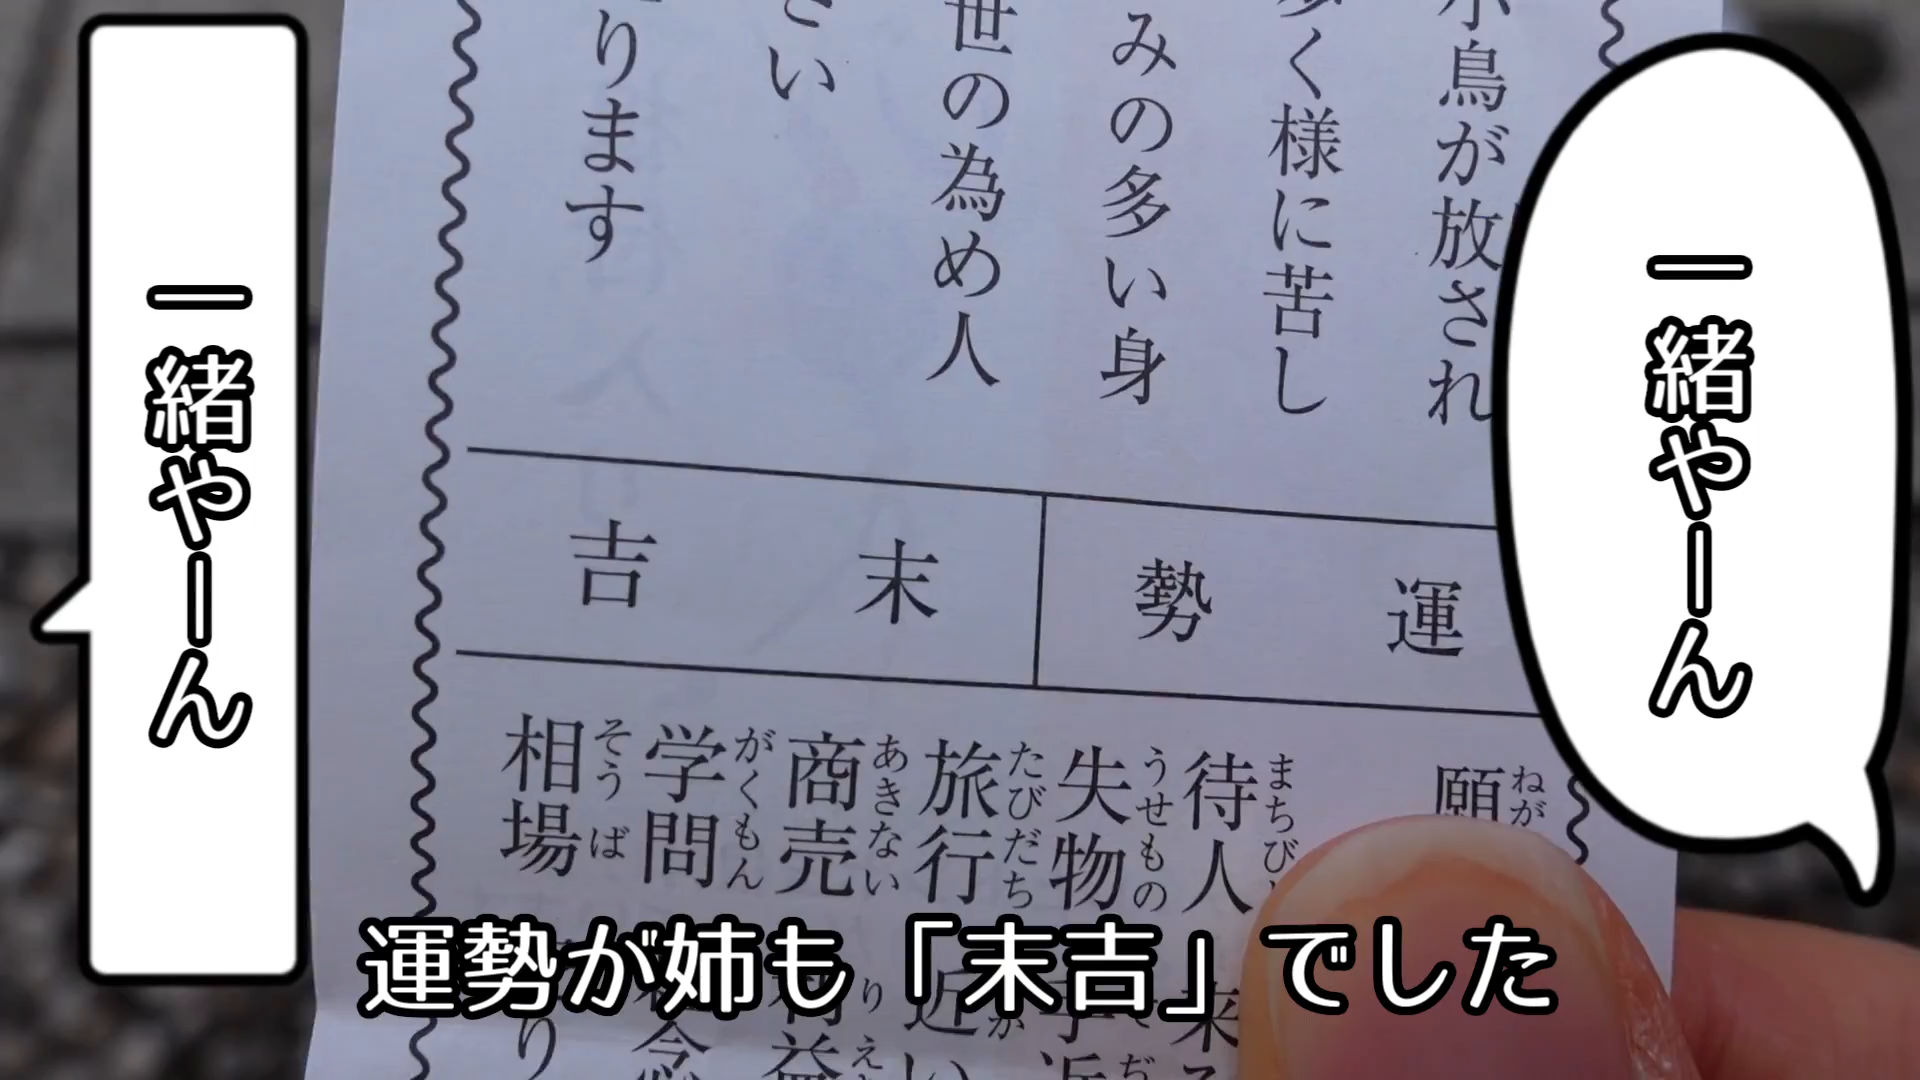 一緒やーん
小鳥が放され
多く様に苦し
みの多い身
世の為め人
さい
ります
運勢
末吉
願 ねが
待人 まちび
失物 うせもの
旅行 たびだち
商売 あきない
学問 がくもん
相場 そうば
一緒やーん
運勢が姉も「末吉」でした